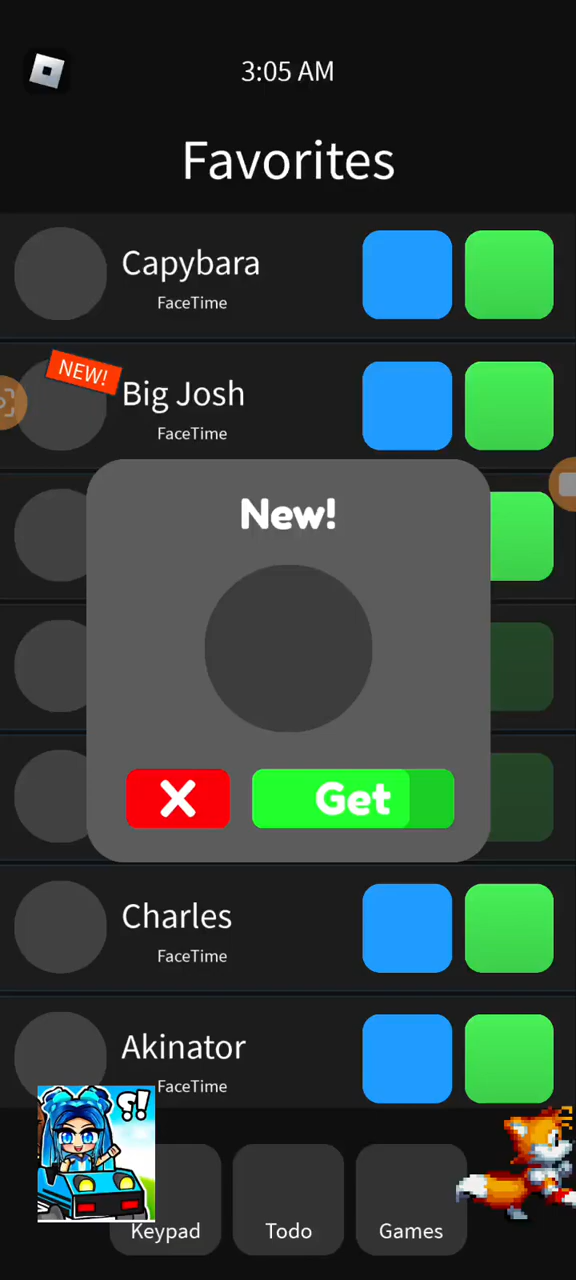 3:05 AM
Favorites
Capybara
FaceTime
NEW!
Big Josh
FaceTime
New!
Get
Charles
FaceTime
Akinator
FaceTime
?!
Keypad
Todo
Games